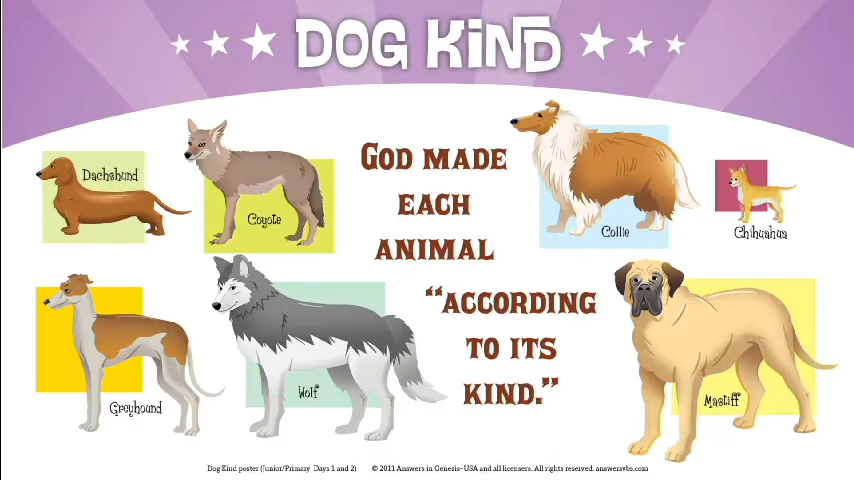 DOG KIND
GOD MADE
EACH
ANIMAL
“ACCORDING
TO ITS
KIND.”
Dachshund
Coyote
Collie
Chihuahua
Greyhound
Wolf
Mastiff
Dog Kind poster (Junior/Primary Days 1 and 2) © 2011 Answers in Genesis–USA and all licensers. All rights reserved. answersvbs.com